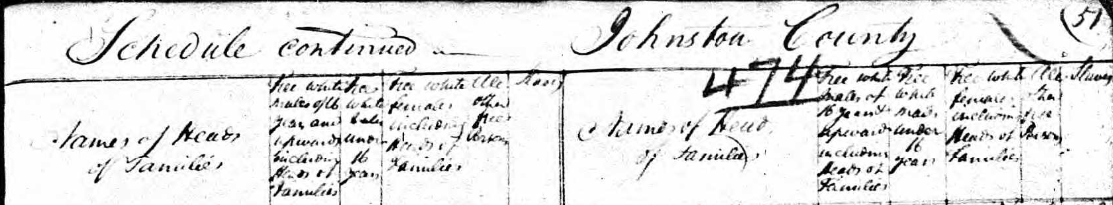 Schedule continued Johnston County (51
474
Names of Heads
of Families
Free white
males of 16
years and
upwards
including
Heads of
Families
Free
white
males
under
16
years
Free white
females
including
Heads of
Families
All
other
free
Persons
Slaves
Names of Heads
of Families
Free white
males of
16 years &
upwards
including
Heads of
Families
Free
white
males
under
16
years
Free white
females
including
Heads of
Families
All
other
free
Persons
Slaves